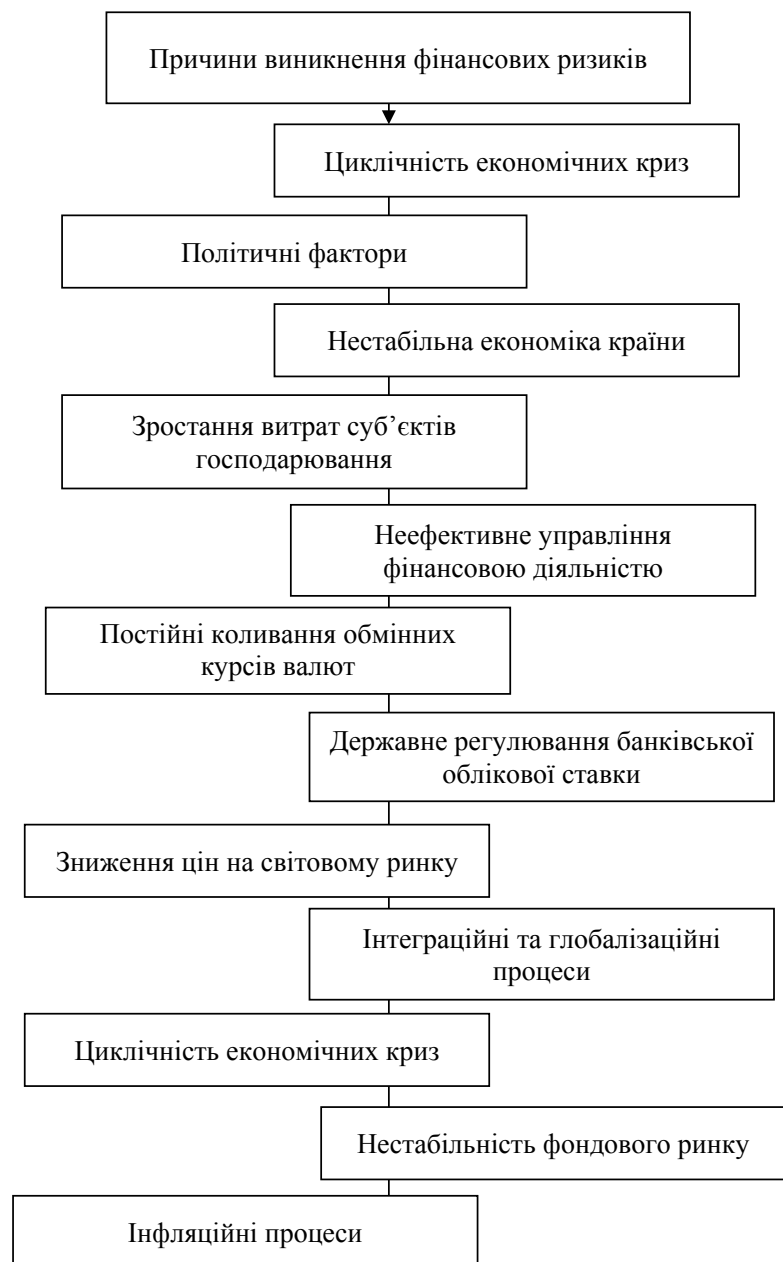 Причини виникнення фінансових ризиків
Циклічність економічних криз
Політичні фактори
Нестабільна економіка країни
Зростання витрат суб’єктів
господарювання
Неефективне управління
фінансовою діяльністю
Постійні коливання обмінних
курсів валют
Державне регулювання банківської
облікової ставки
Зниження цін на світовому ринку
Інтеграційні та глобалізаційні
процеси
Циклічність економічних криз
Нестабільність фондового ринку
Інфляційні процеси